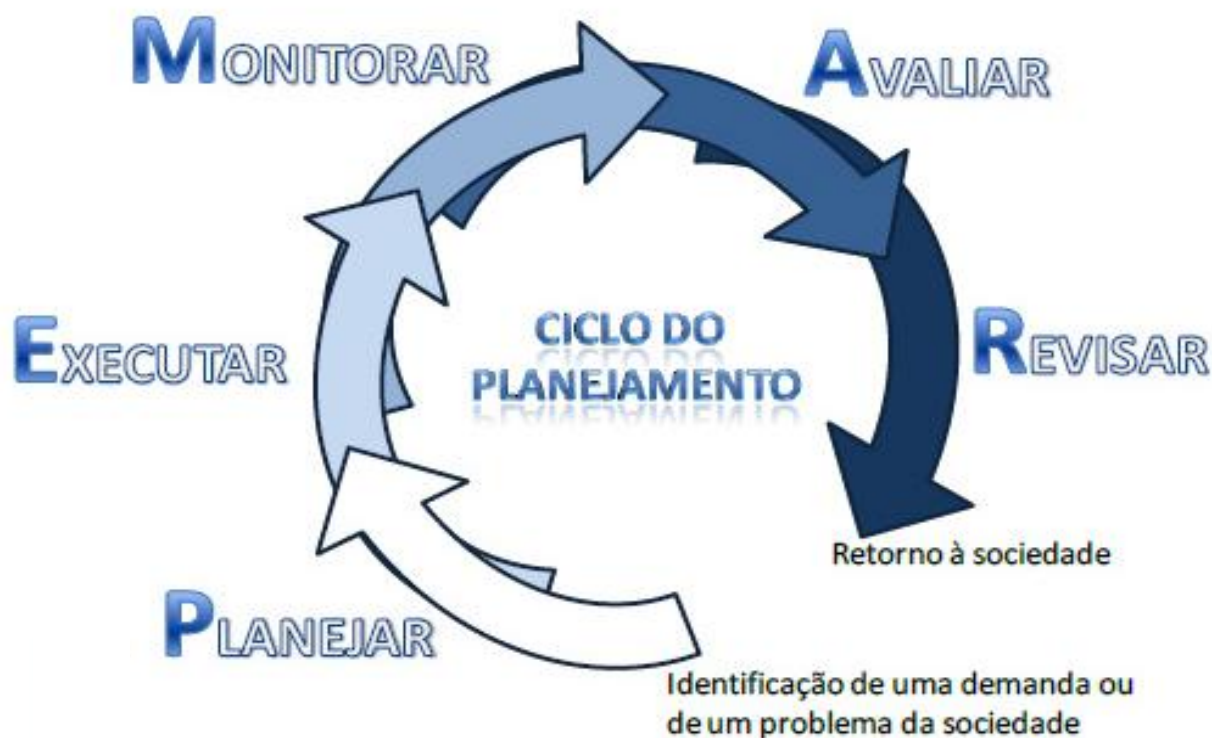 MONITORAR
AVALIAR
EXECUTAR
CICLO DO
PLANEJAMENTO
REVISAR
Retorno à sociedade
PLANEJAR
Identificação de uma demanda ou
de um problema da sociedade